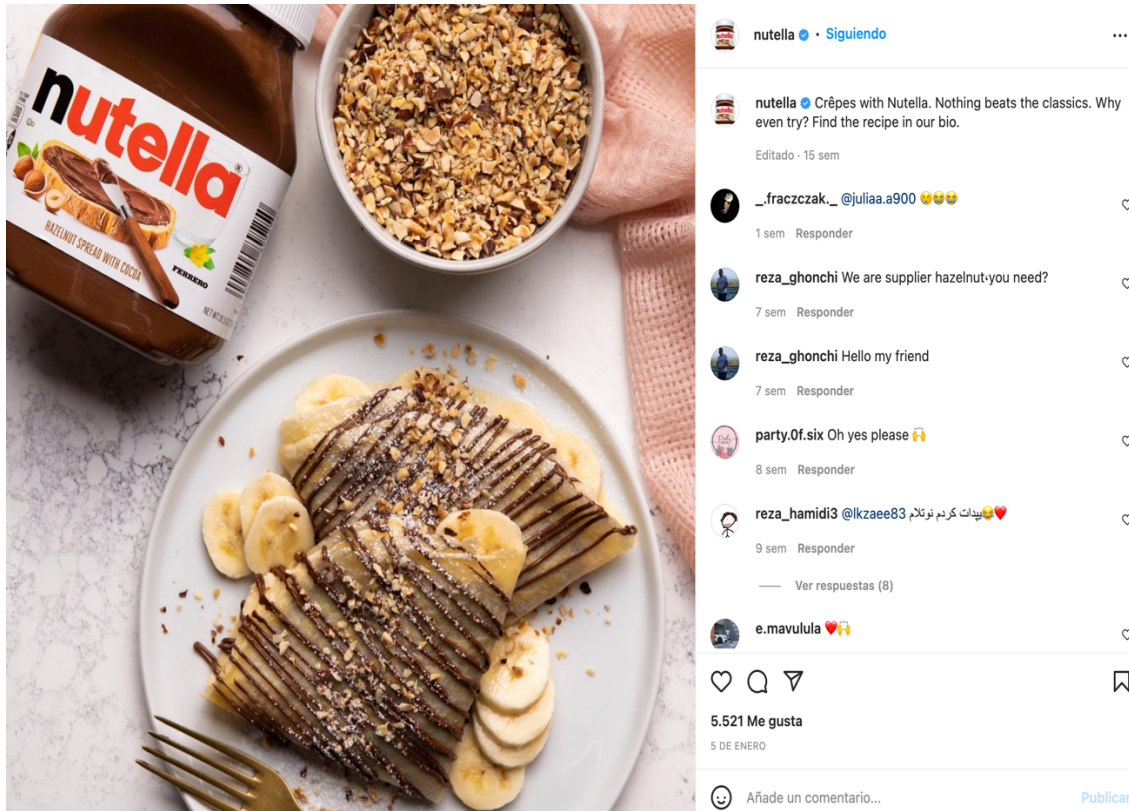 nutella
HAZELNUT SPREAD WITH COCOA
FERRERO
nutella • Siguiendo
nutella Crêpes with Nutella. Nothing beats the classics. Why
even try? Find the recipe in our bio.
Editado · 15 sem
_.fraczczak._ @juliaa.a900 😢😭😭
1 sem Responder
reza_ghonchi We are supplier hazelnut،you need?
7 sem Responder
reza_ghonchi Hello my friend
7 sem Responder
party.0f.six Oh yes please 🙌
8 sem Responder
reza_hamidi3 @lkzaee83 پیدات کردم نوتلام😂❤️
9 sem Responder
Ver respuestas (8)
e.mavulula ❤️🙌
5.521 Me gusta
5 DE ENERO
Añade un comentario...
Publicar